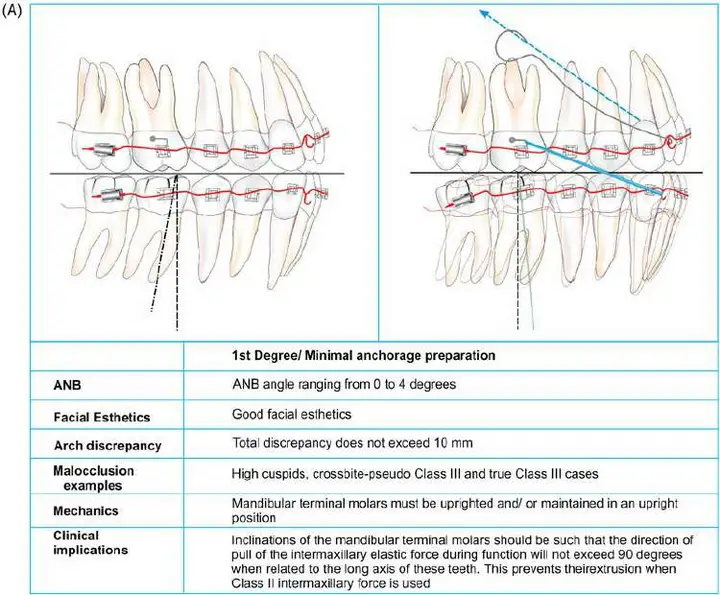 (A)
1st Degree/ Minimal anchorage preparation
ANB
ANB angle ranging from 0 to 4 degrees
Facial Esthetics
Good facial esthetics
Arch discrepancy
Total discrepancy does not exceed 10 mm
Malocclusion
examples
High cuspids, crossbite-pseudo Class III and true Class III cases
Mechanics
Mandibular terminal molars must be uprighted and/ or maintained in an upright
position
Clinical
implications
Inclinations of the mandibular terminal molars should be such that the direction of
pull of the intermaxillary elastic force during function will not exceed 90 degrees
when related to the long axis of these teeth. This prevents theirextrusion when
Class II intermaxillary force is used